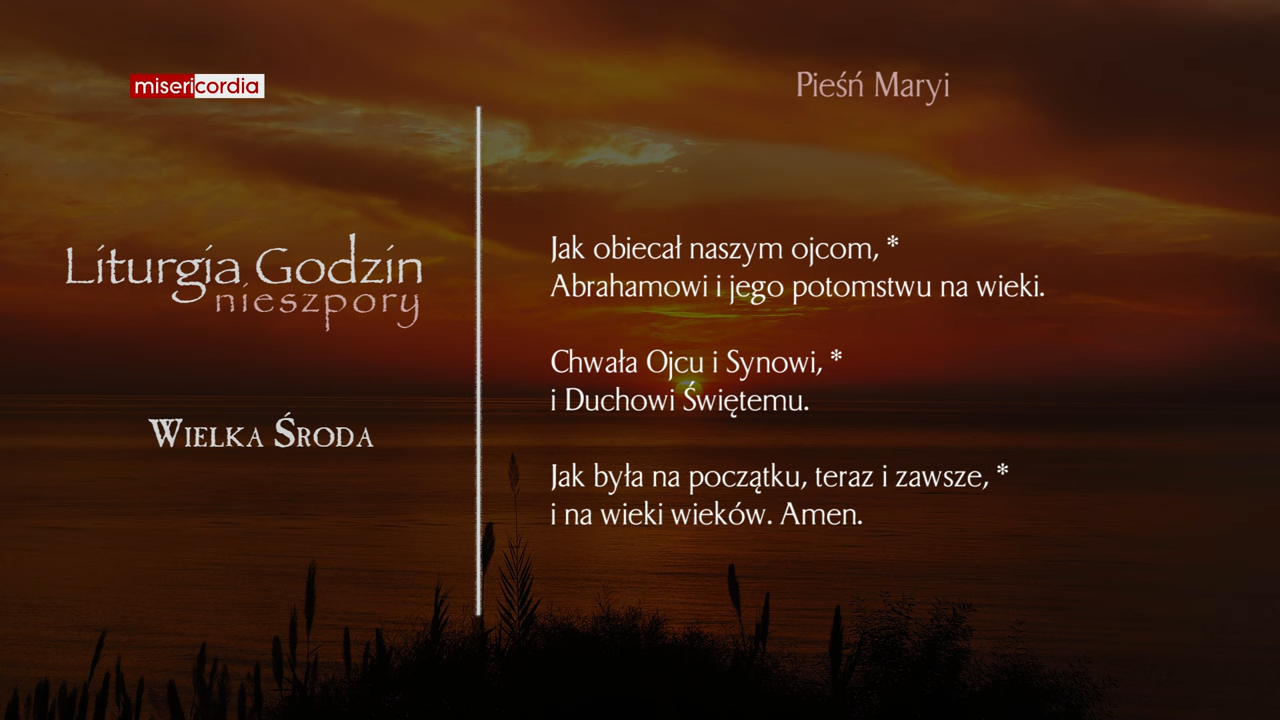 misericordia
Pieśń Maryi
Liturgia Godzin
nieszpory
Wielka Środa
Jak obiecał naszym ojcom, *
Abrahamowi i jego potomstwu na wieki.
Chwała Ojcu i Synowi, *
i Duchowi Świętemu.
Jak była na początku, teraz i zawsze, *
i na wieki wieków. Amen.